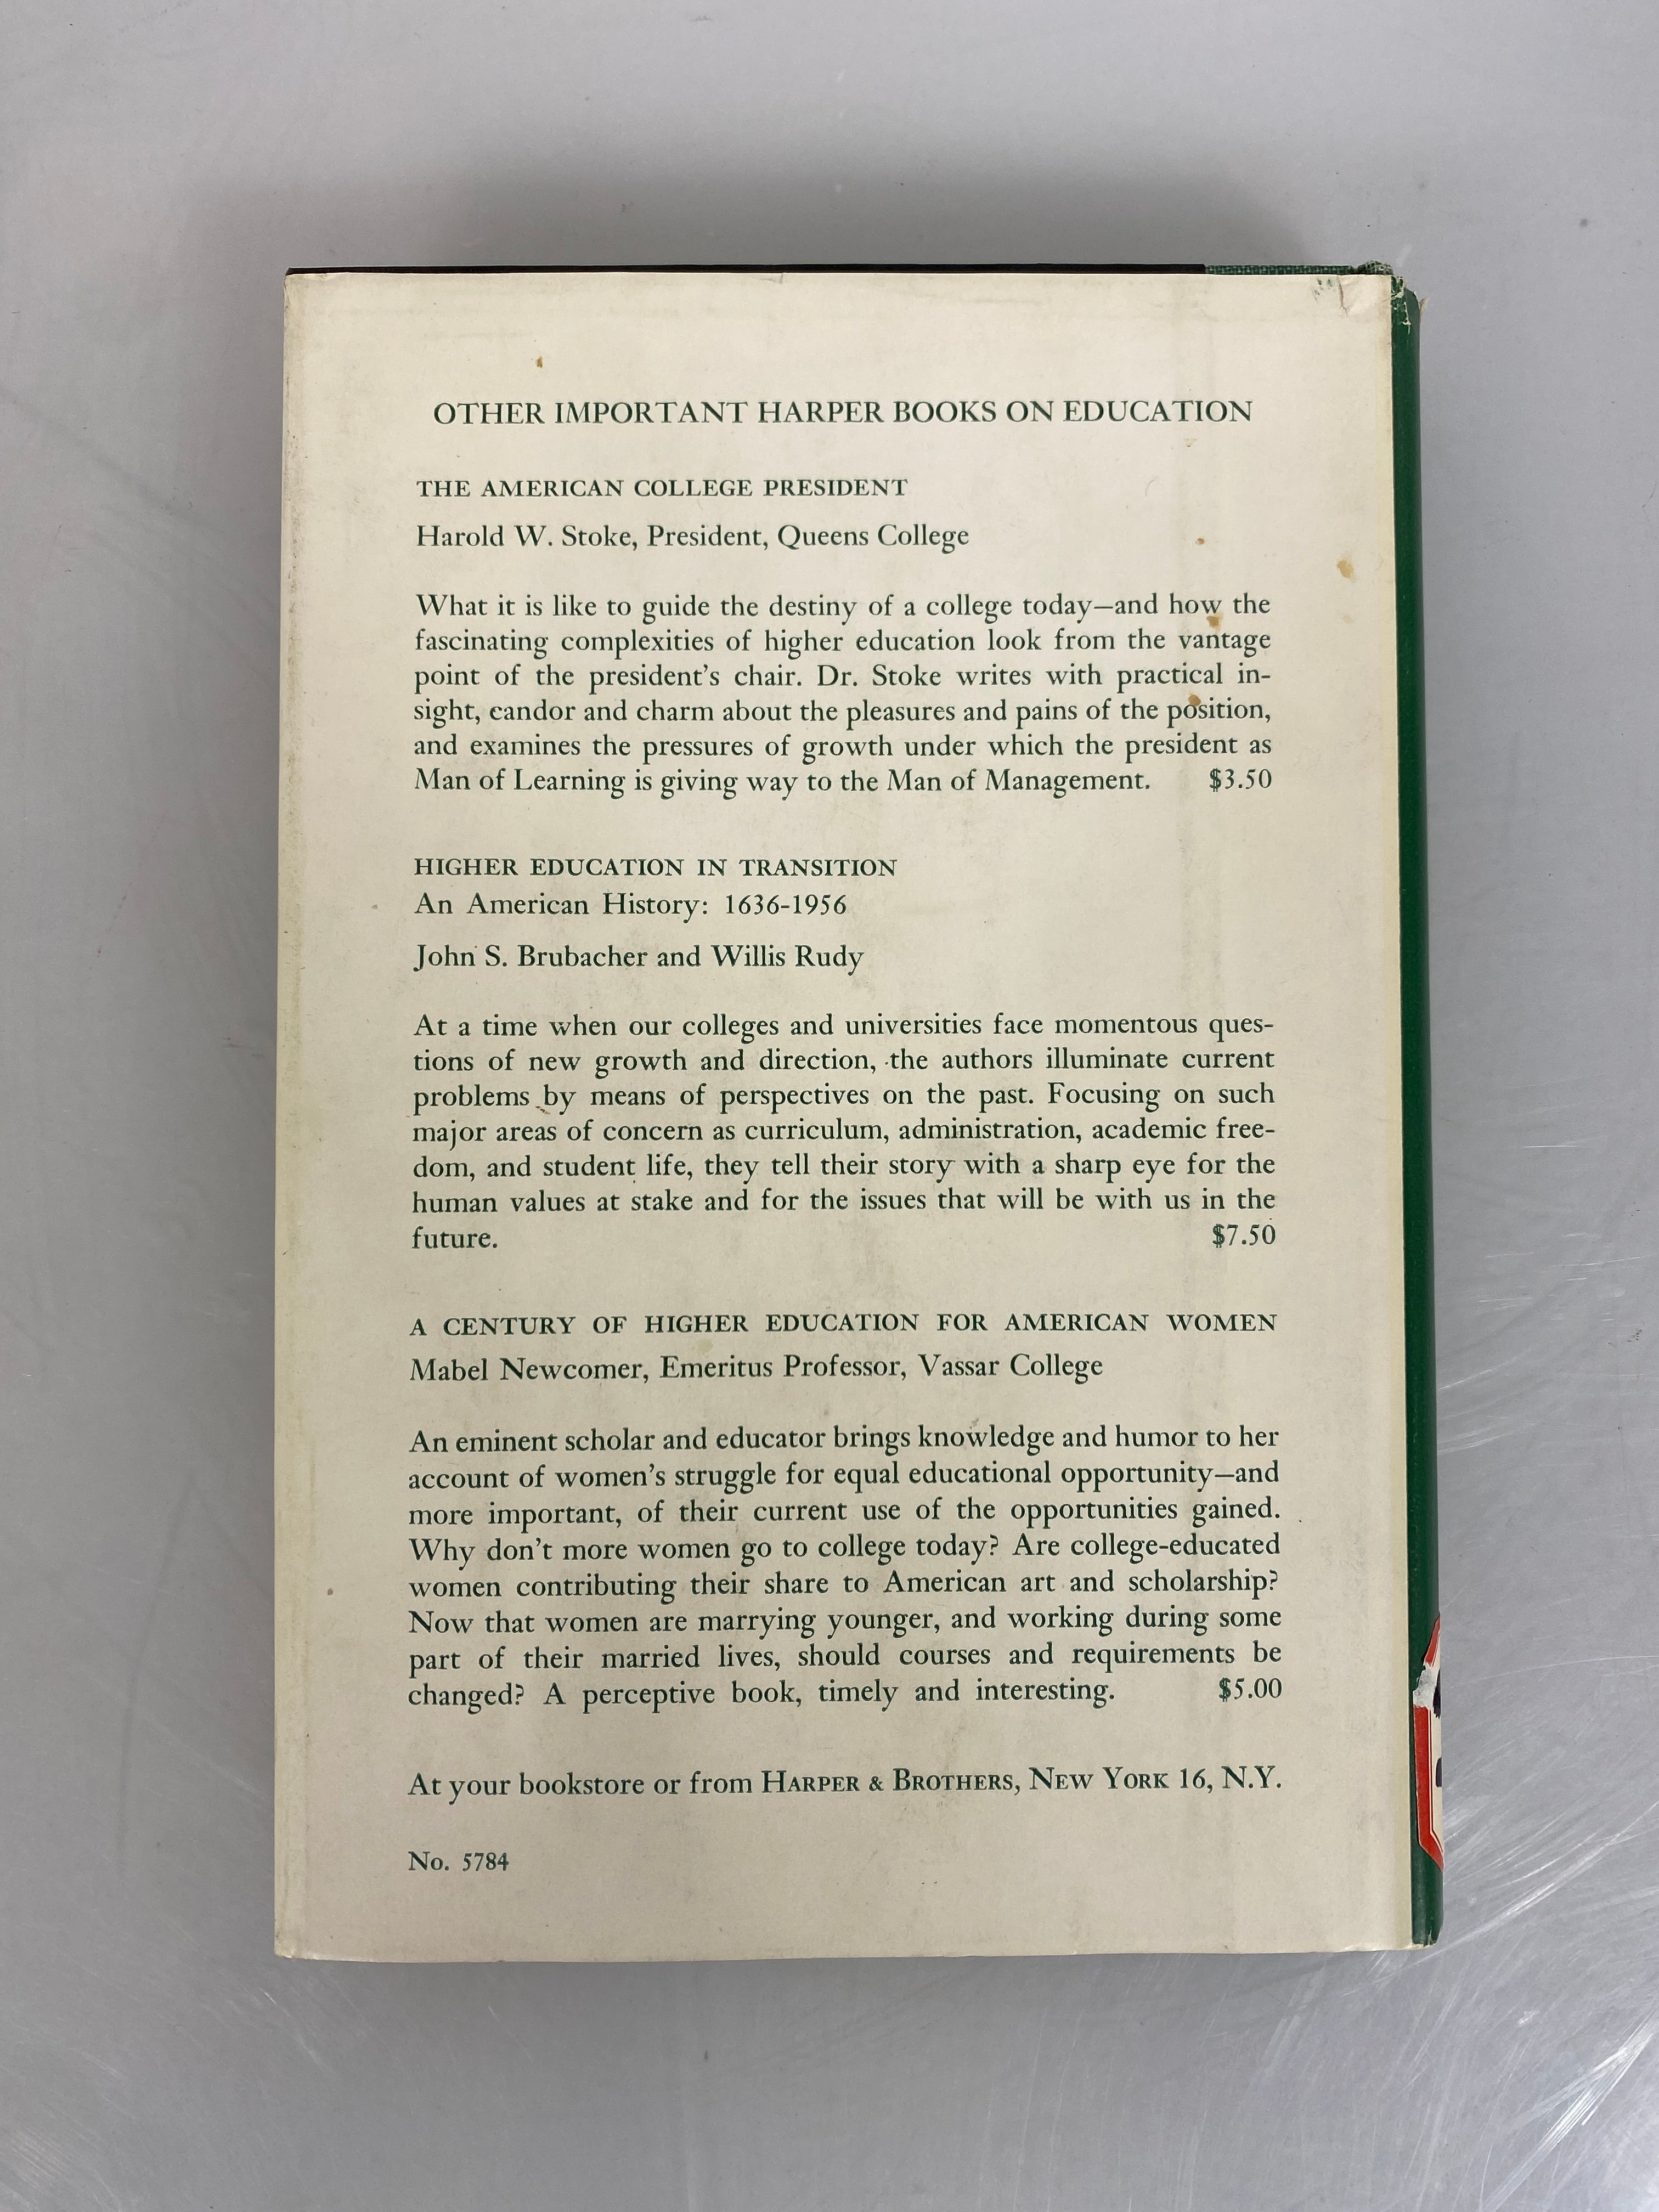 OTHER IMPORTANT HARPER BOOKS ON EDUCATION
THE AMERICAN COLLEGE PRESIDENT
Harold W. Stoke, President, Queens College
What it is like to guide the destiny of a college today—and how the
fascinating complexities of higher education look from the vantage
point of the president's chair. Dr. Stoke writes with practical in-
sight, candor and charm about the pleasures and pains of the position,
and examines the pressures of growth under which the president as
Man of Learning is giving way to the Man of Management. $3.50
HIGHER EDUCATION IN TRANSITION
An American History: 1636-1956
John S. Brubacher and Willis Rudy
At a time when our colleges and universities face momentous ques-
tions of new growth and direction, the authors illuminate current
problems by means of perspectives on the past. Focusing on such
major areas of concern as curriculum, administration, academic free-
dom, and student life, they tell their story with a sharp eye for the
human values at stake and for the issues that will be with us in the
future. $7.50
A CENTURY OF HIGHER EDUCATION FOR AMERICAN WOMEN
Mabel Newcomer, Emeritus Professor, Vassar College
An eminent scholar and educator brings knowledge and humor to her
account of women's struggle for equal educational opportunity—and
more important, of their current use of the opportunities gained.
Why don't more women go to college today? Are college-educated
women contributing their share to American art and scholarship?
Now that women are marrying younger, and working during some
part of their married lives, should courses and requirements be
changed? A perceptive book, timely and interesting. $5.00
At your bookstore or from HARPER & BROTHERS, NEW YORK 16, N.Y.
No. 5784